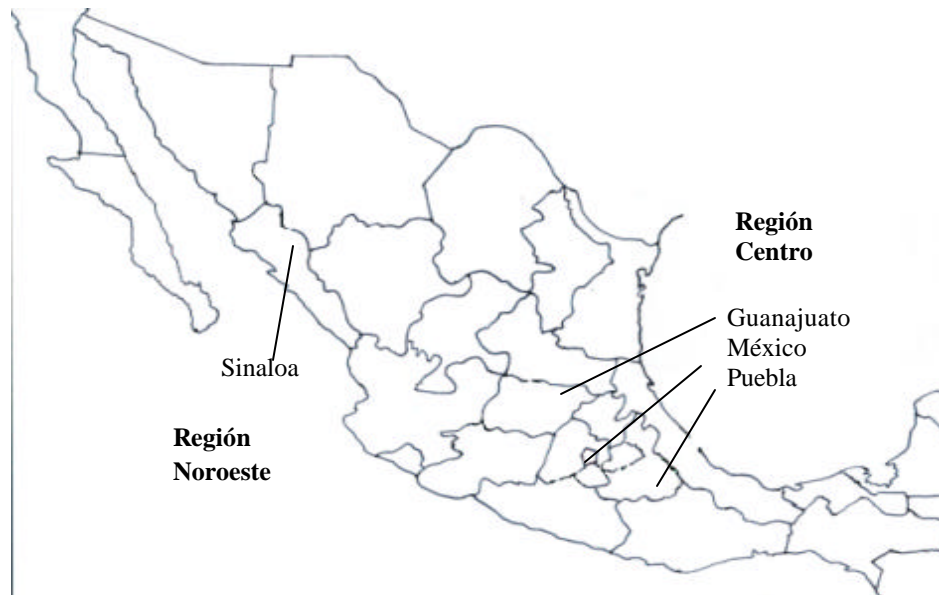 Región
Centro
Guanajuato
México
Puebla
Sinaloa
Región
Noroeste